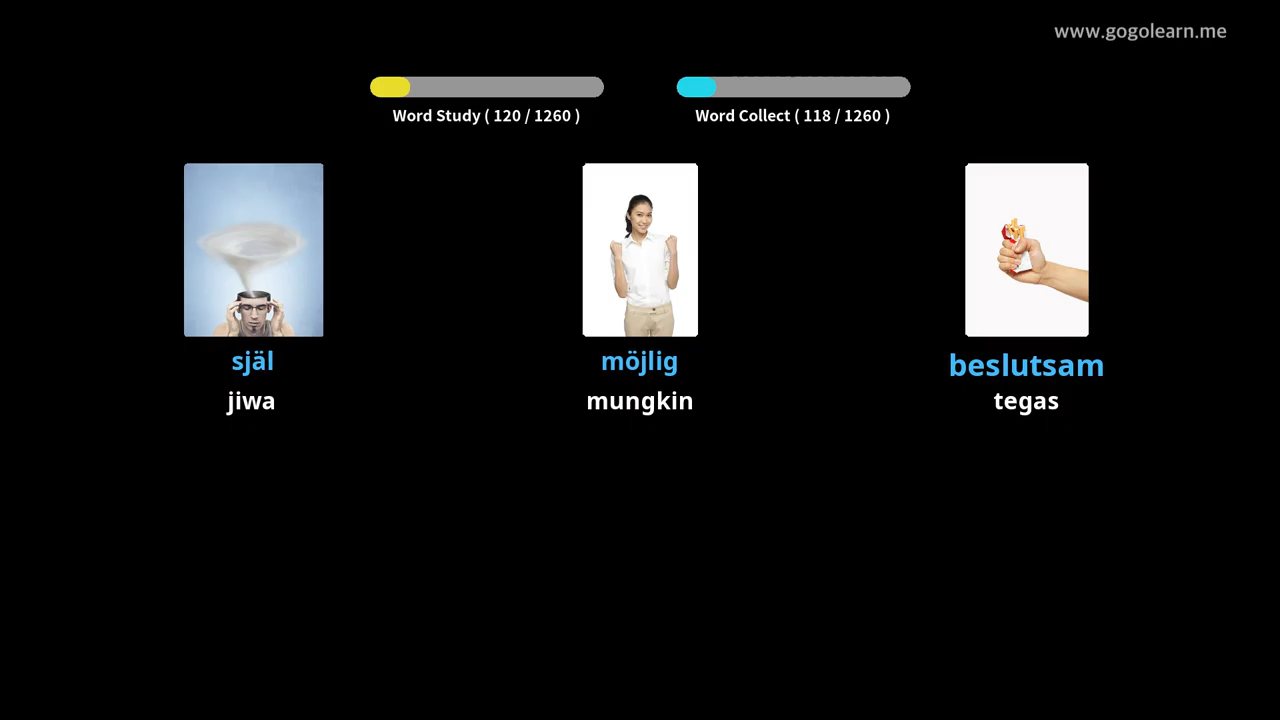 www.gogolearn.me
Word Study ( 120 / 1260 )
Word Collect ( 118 / 1260 )
själ
jiwa
möjlig
mungkin
beslutsam
tegas